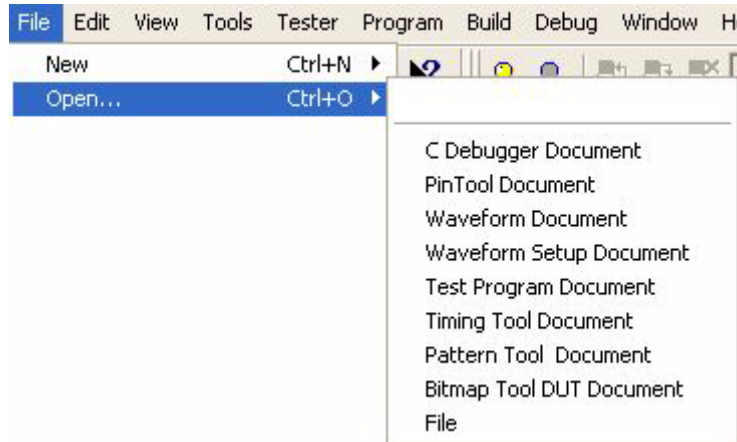 File Edit View Tools Tester Program Build Debug Window
New Ctrl+N
Open... Ctrl+O
C Debugger Document
PinTool Document
Waveform Document
Waveform Setup Document
Test Program Document
Timing Tool Document
Pattern Tool Document
Bitmap Tool DUT Document
File